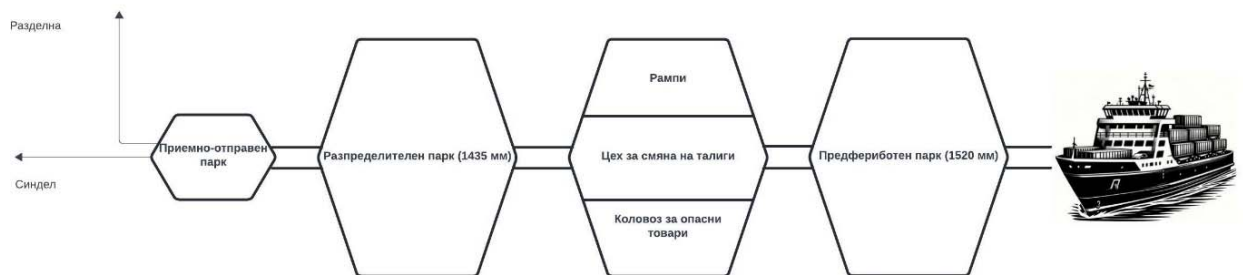 Разделна
Синдел
Приемно-отправен
парк
Разпределителен парк (1435 мм)
Рампи
Цех за смяна на талиги
Коловоз за опасни
товари
Предфериботен парк (1520 мм)